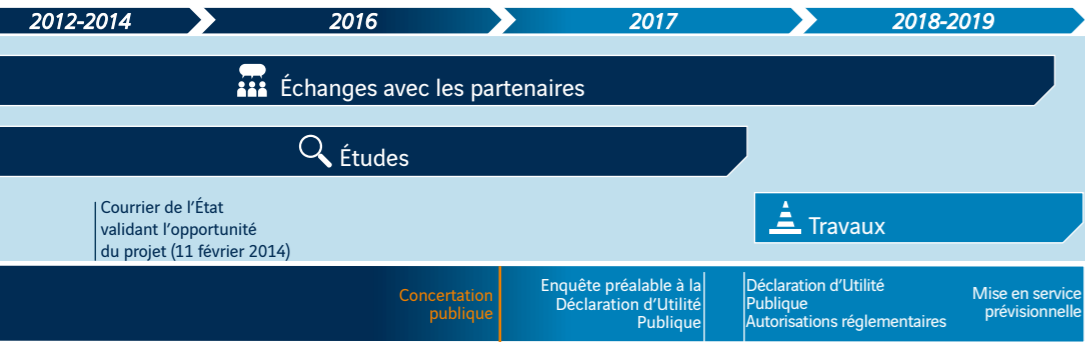 2012-2014
2016
2017
2018-2019
Échanges avec les partenaires
Études
Courrier de l'État
validant l'opportunité
du projet (11 février 2014)
Travaux
Concertation
publique
Enquête préalable à la
Déclaration d'Utilité
Publique
Déclaration d'Utilité
Publique
Autorisations réglementaires
Mise en service
prévisionnelle